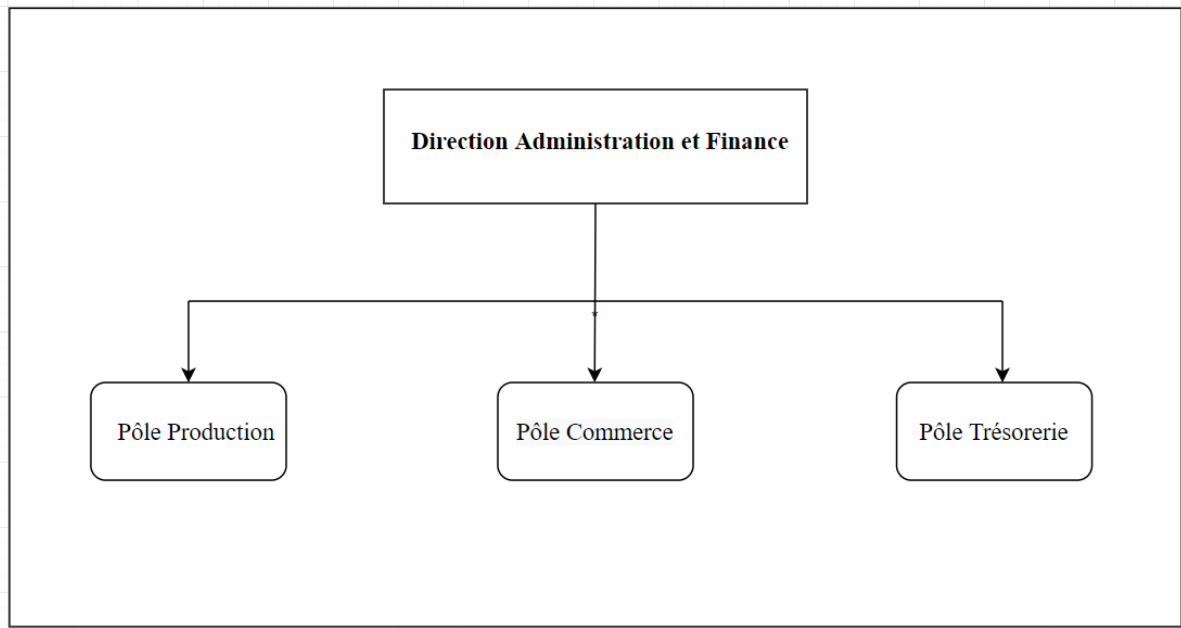 Direction Administration et Finance
*
Pôle Production
Pôle Commerce
Pôle Trésorerie